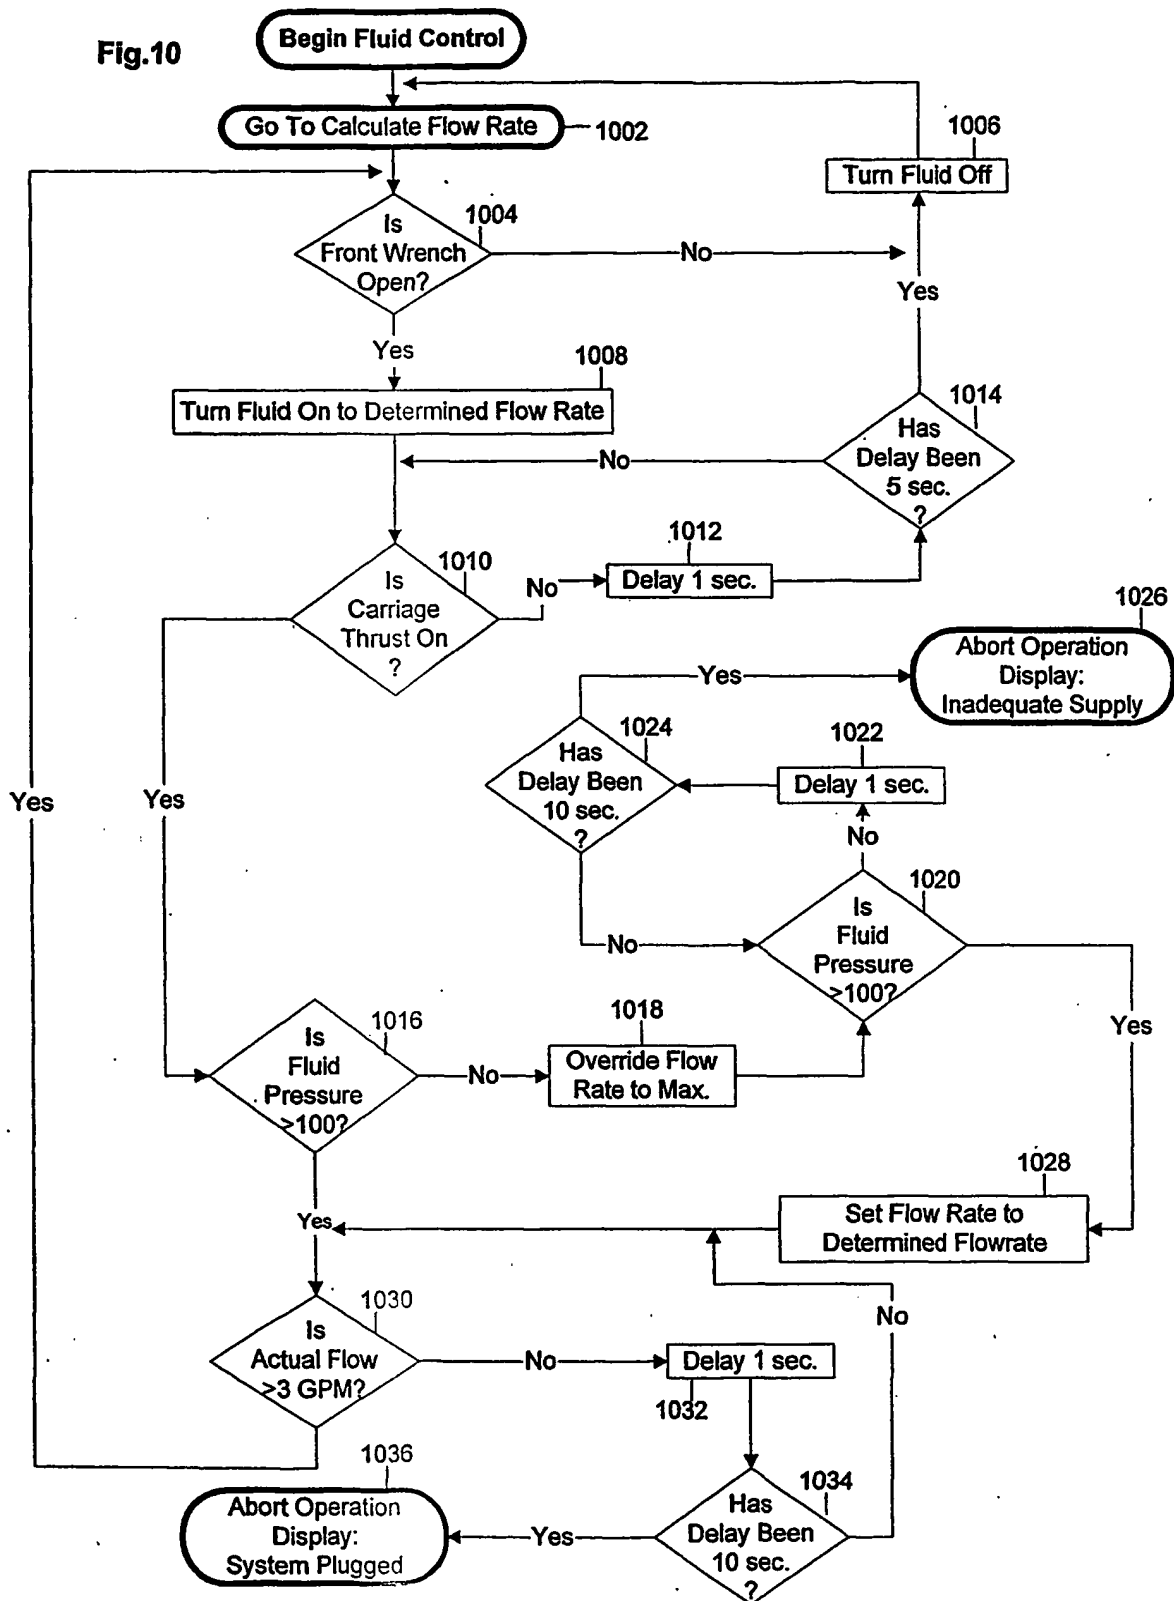 Fig.10
Begin Fluid Control
Go To Calculate Flow Rate
1002
1006
Turn Fluid Off
1004
Is
Front Wrench
Open?
No
Yes
Yes
1008
Turn Fluid On to Determined Flow Rate
1014
Has
Delay Been
5 sec.
?
No
1012
Delay 1 sec.
1010
Is
Carriage
Thrust On
?
No
1026
Abort Operation
Display:
Inadequate Supply
Yes
1024
Has
Delay Been
10 sec.
?
1022
Delay 1 sec.
Yes
Yes
No
1020
Is
Fluid
Pressure
>100?
No
Yes
1016
Is
Fluid
Pressure
>100?
No
1018
Override Flow
Rate to Max.
1028
Set Flow Rate to
Determined Flowrate
Yes
1030
Is
Actual Flow
>3 GPM?
No
Delay 1 sec.
1032
No
1036
Abort Operation
Display:
System Plugged
Yes
1034
Has
Delay Been
10 sec.
?